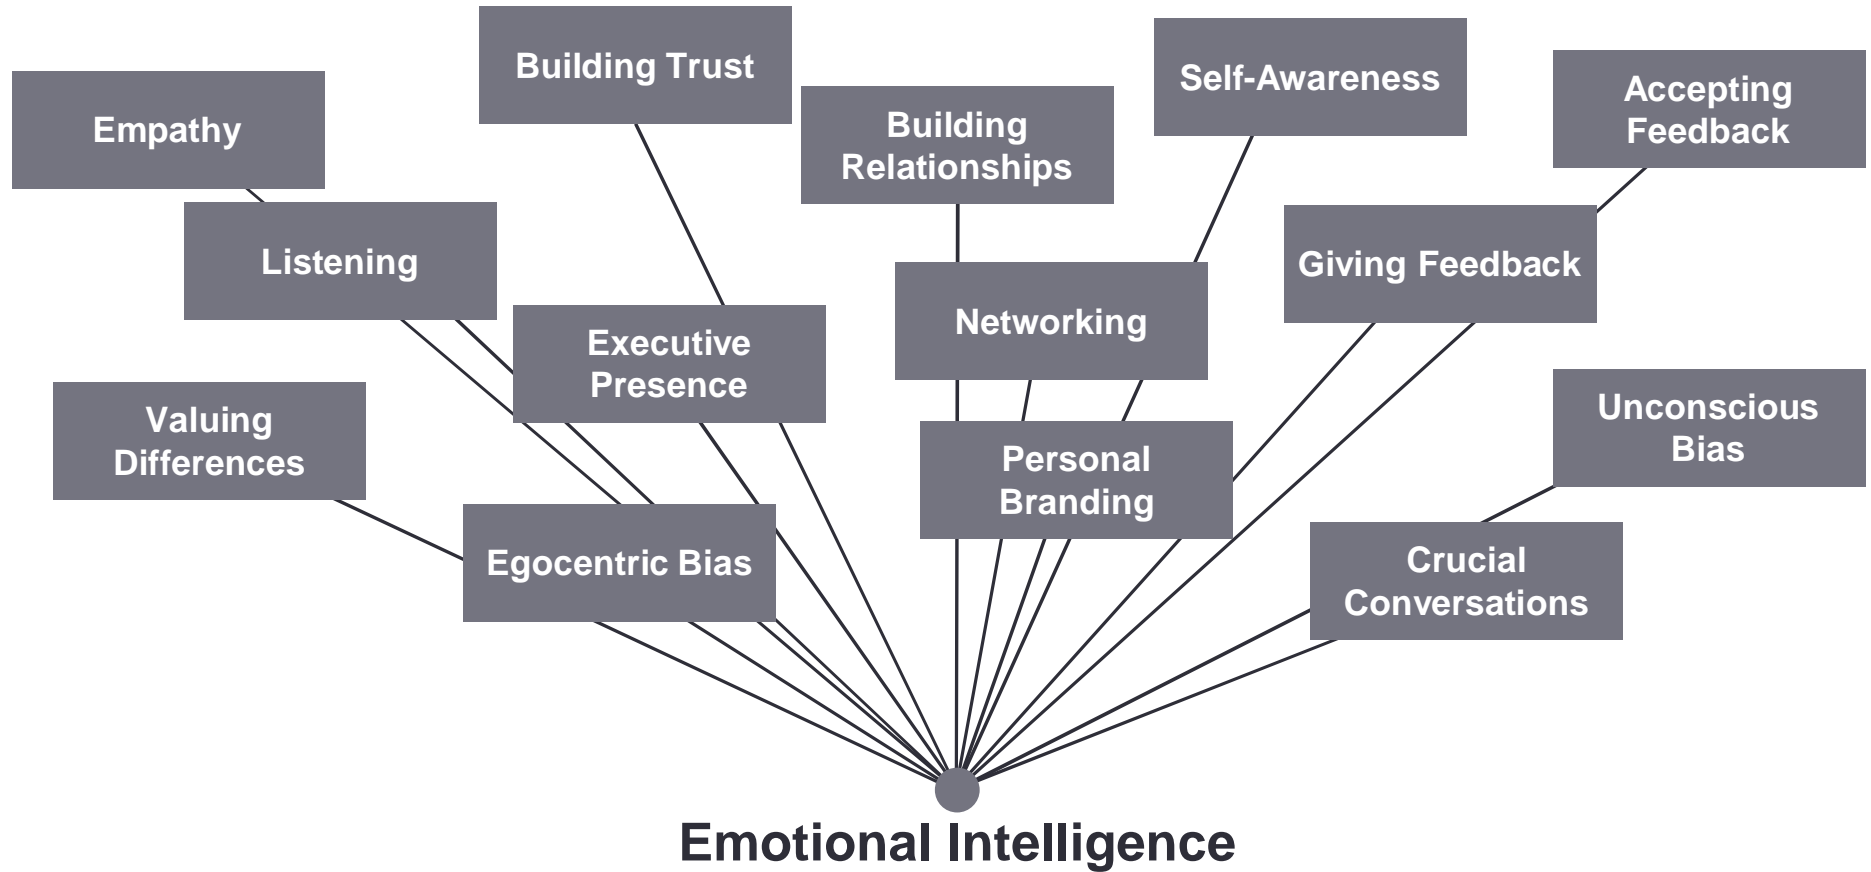 Building Trust
Self-Awareness
Accepting
Feedback
Empathy
Building
Relationships
Listening
Giving Feedback
Executive
Presence
Networking
Valuing
Differences
Unconscious
Bias
Personal
Branding
Egocentric Bias
Crucial
Conversations
Emotional Intelligence